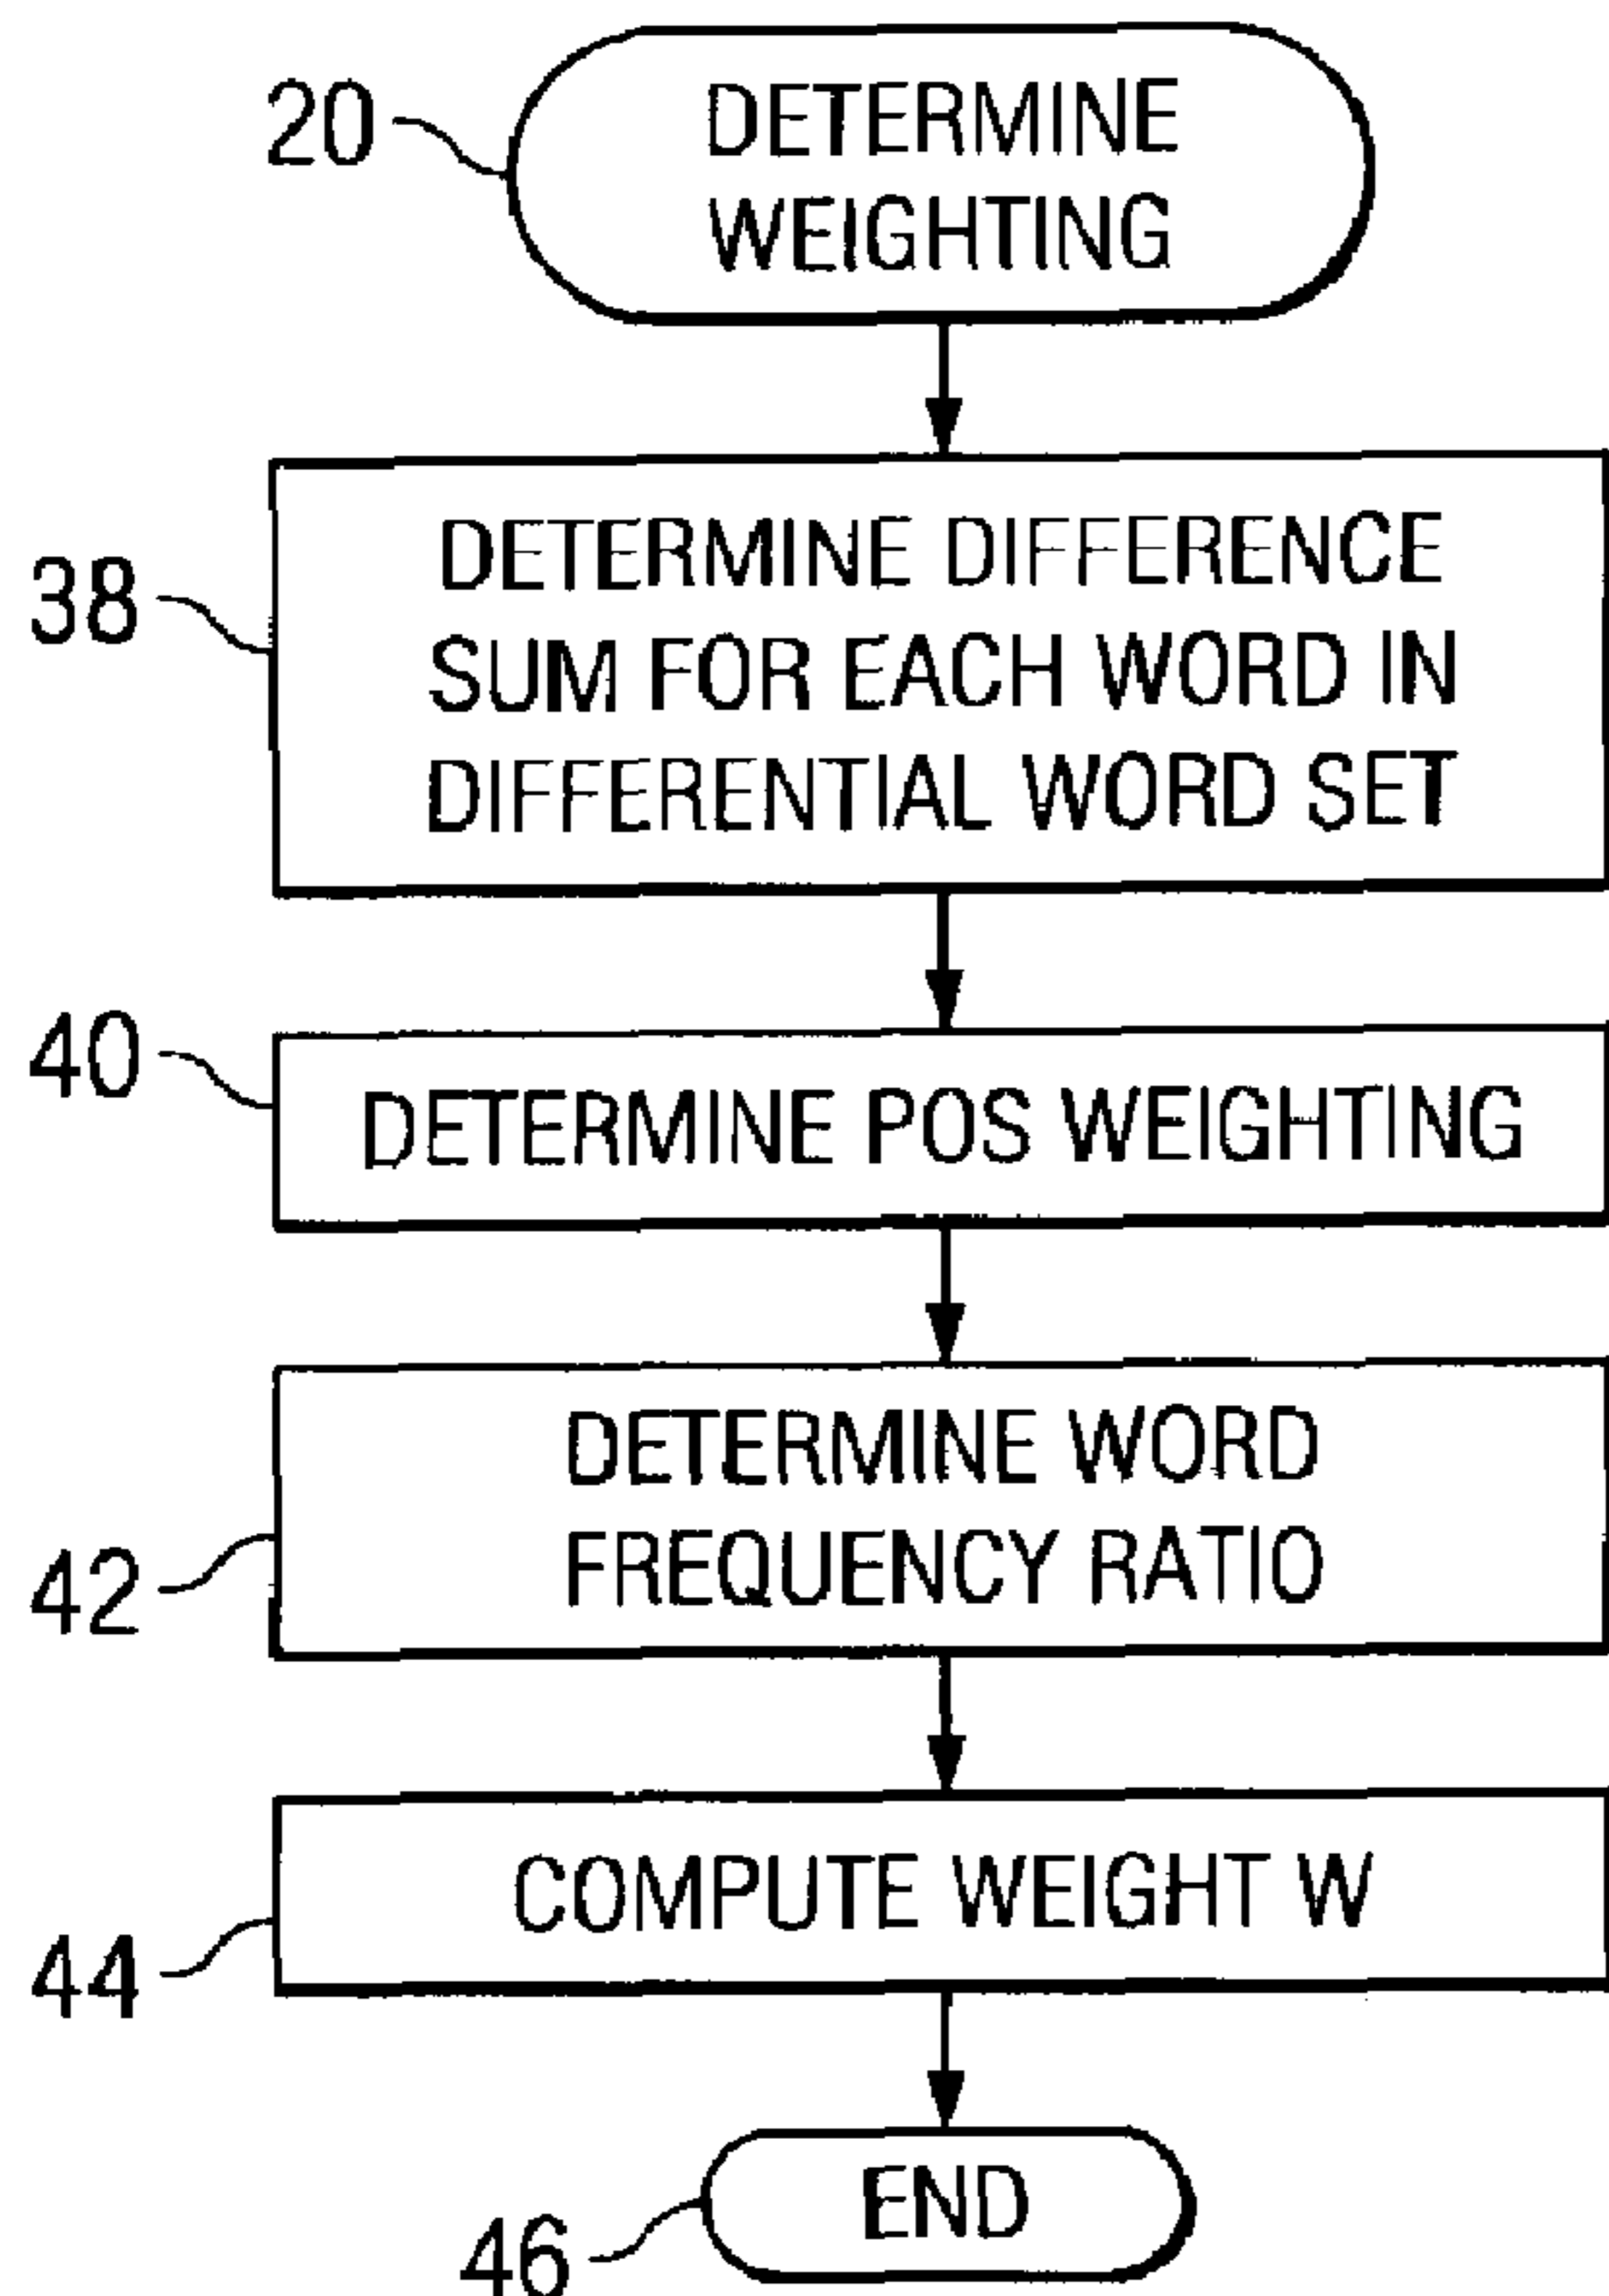 20
DETERMINE
WEIGHTING
38
DETERMINE DIFFERENCE
SUM FOR EACH WORD IN
DIFFERENTIAL WORD SET
40
DETERMINE POS WEIGHTING
42
DETERMINE WORD
FREQUENCY RATIO
44
COMPUTE WEIGHT W
46
END